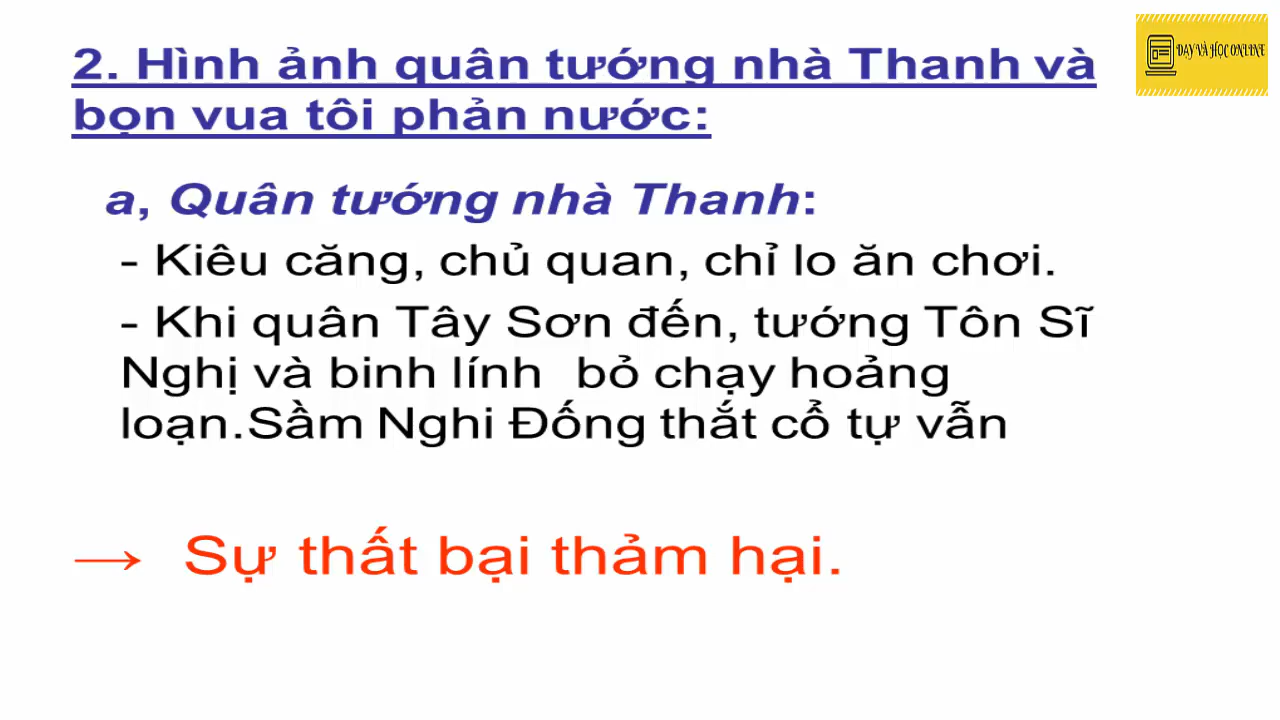 2. Hình ảnh quân tướng nhà Thanh và
bọn vua tôi phản nước:
DẠY VÀ HỌC ONLINE
a, Quân tướng nhà Thanh:
- Kiêu căng, chủ quan, chỉ lo ăn chơi.
- Khi quân Tây Sơn đến, tướng Tôn Sĩ
Nghị và binh lính bỏ chạy hoảng
loạn.Sầm Nghi Đống thắt cổ tự vẫn
→ Sự thất bại thảm hại.